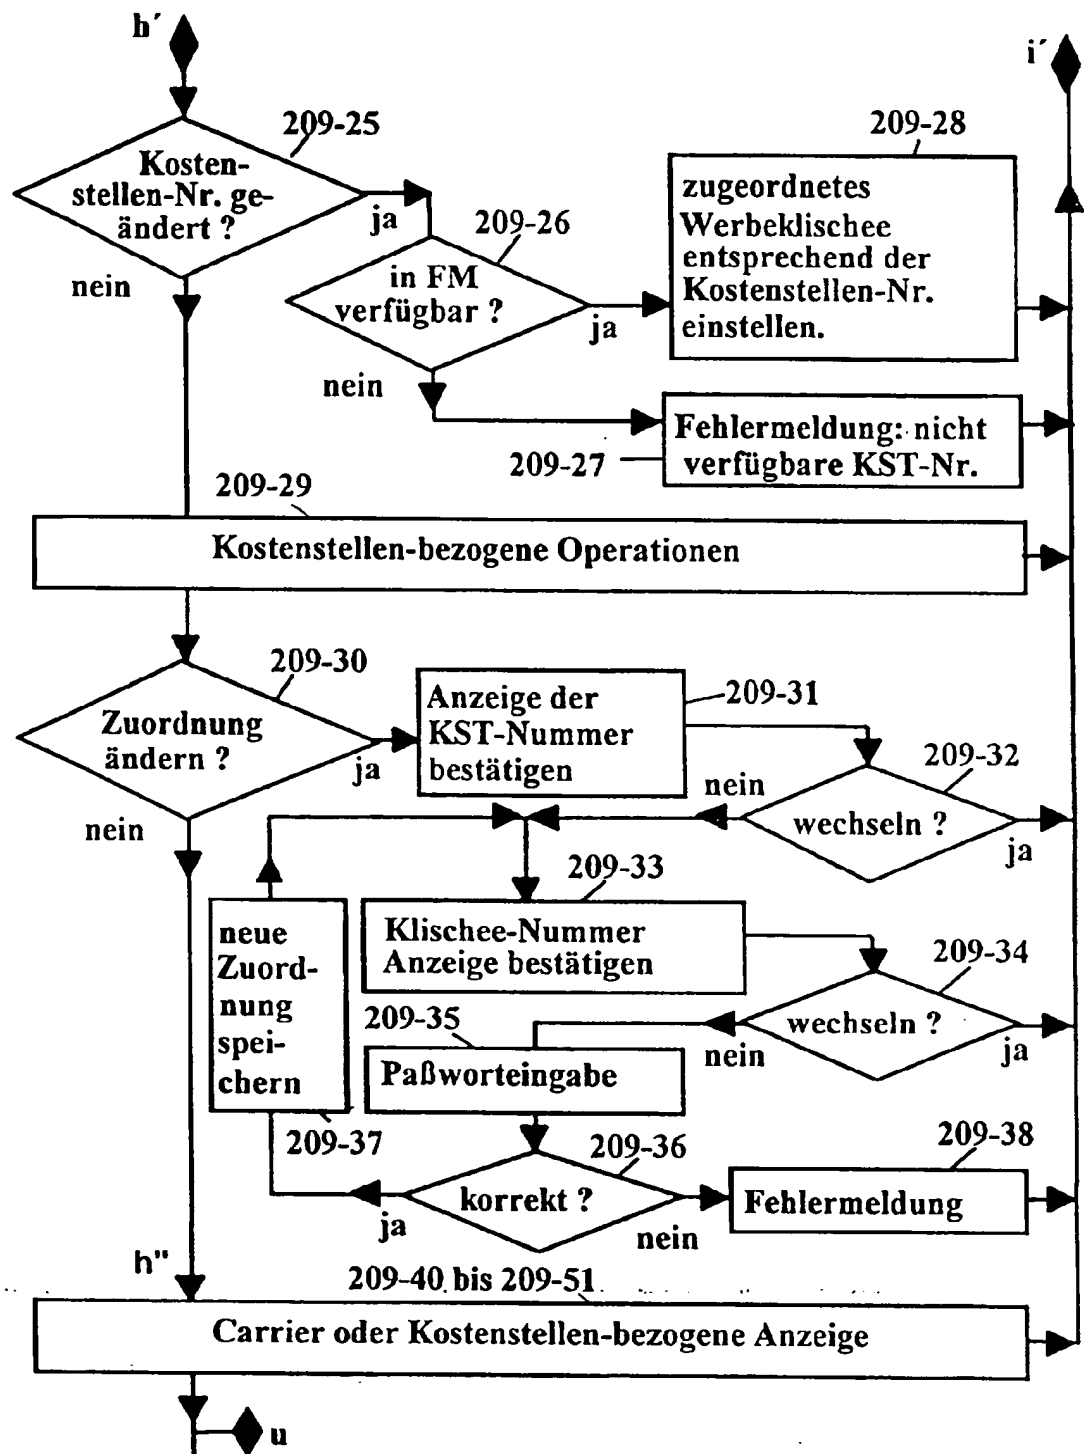 h´
i´
209-25
209-28
Kosten-
stellen-Nr. ge-
ändert ?
ja
nein
209-26
in FM
verfügbar ?
ja
nein
zugeordnetes
Werbeklischee
entsprechend der
Kostenstellen-Nr.
einstellen.
Fehlermeldung: nicht
verfügbare KST-Nr.
209-27
209-29
Kostenstellen-bezogene Operationen
209-30
Zuordnung
ändern ?
ja
nein
Anzeige der
KST-Nummer
bestätigen
209-31
209-32
nein
wechseln ?
ja
209-33
Klischee-Nummer
Anzeige bestätigen
209-34
wechseln ?
nein
ja
neue
Zuord-
nung
spei-
chern
209-35
Paßworteingabe
209-37
209-36
korrekt ?
ja
nein
209-38
Fehlermeldung
h"
209-40 bis 209-51
Carrier oder Kostenstellen-bezogene Anzeige
u